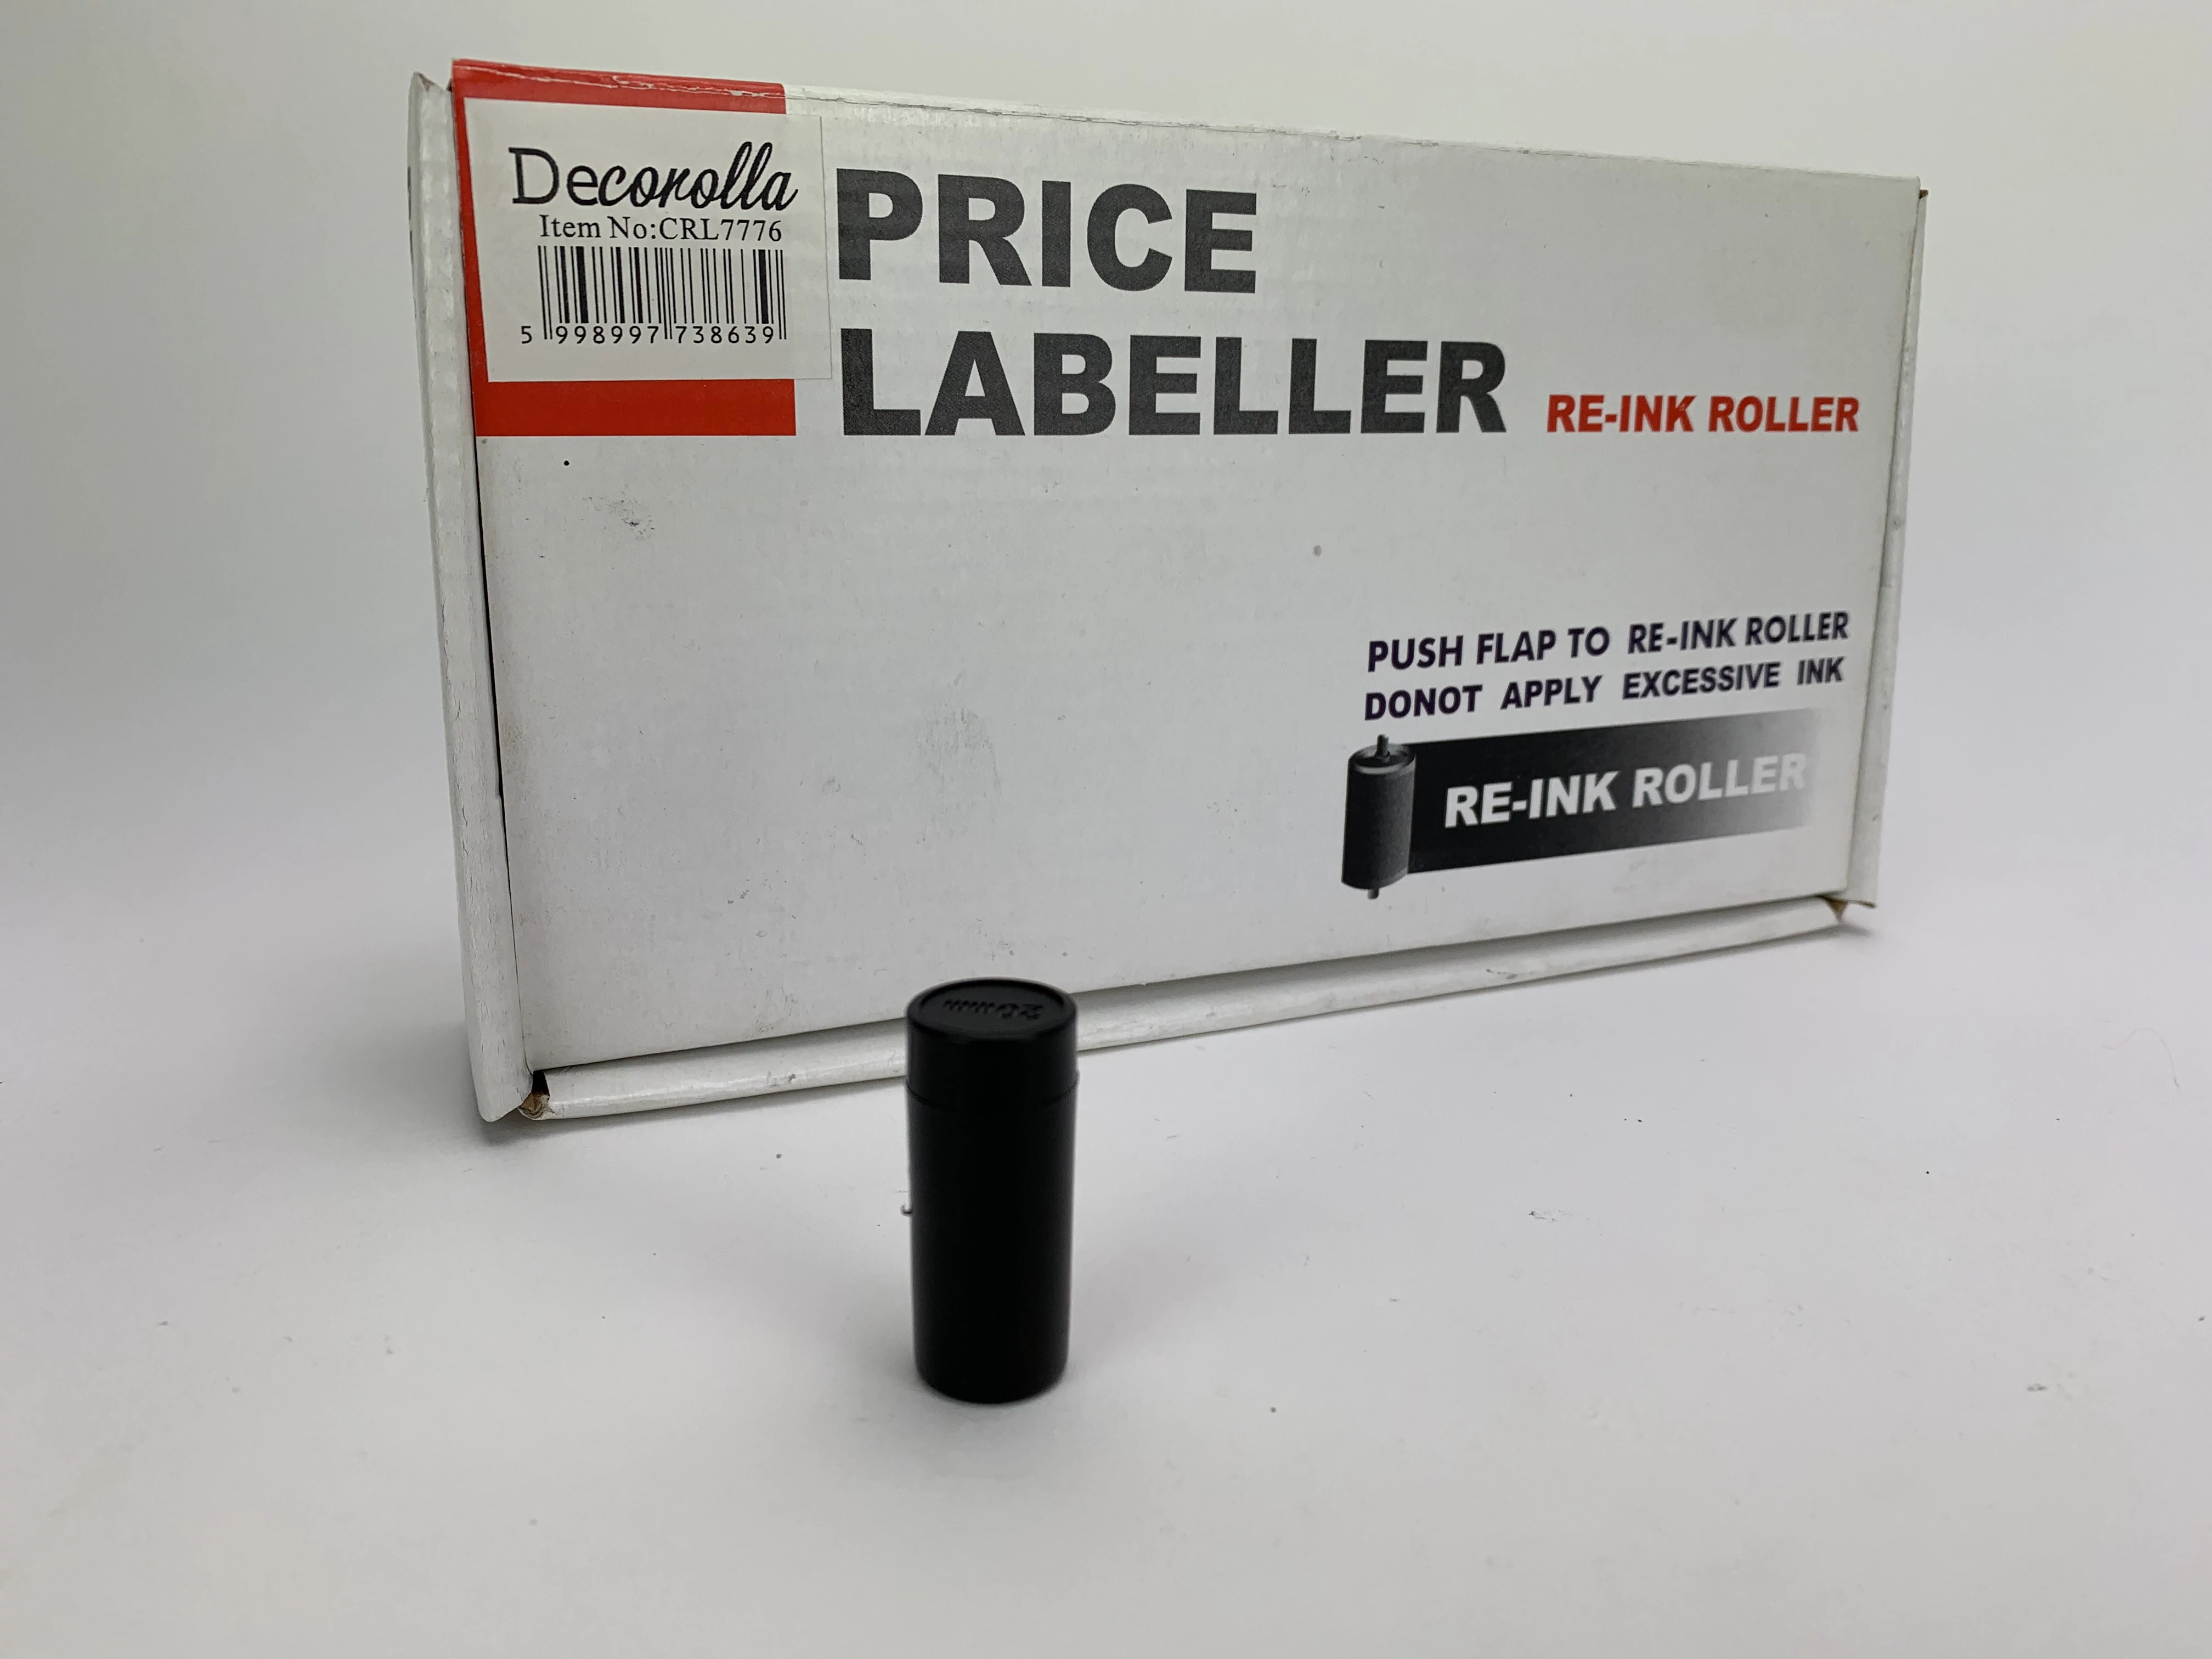 Decorolla
Item No:CRL7776
5 998997 738639
PRICE
LABELLER RE-INK ROLLER
PUSH FLAP TO RE-INK ROLLER
DONOT APPLY EXCESSIVE INK
RE-INK ROLLER
20mm